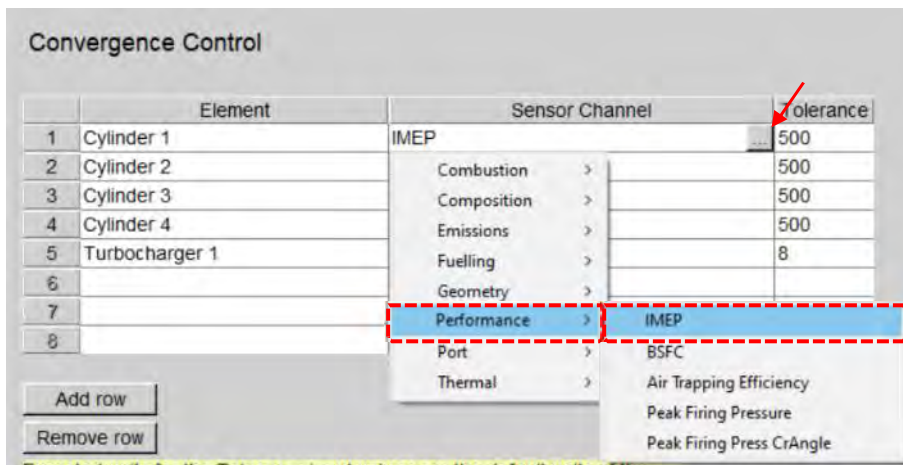 Convergence Control
Element Sensor Channel Tolerance
1 Cylinder 1 IMEP ... 500
2 Cylinder 2 500
3 Cylinder 3 500
4 Cylinder 4 500
5 Turbocharger 1 8
6
7
8
Combustion >
Composition >
Emissions >
Fuelling >
Geometry >
Performance >
Port >
Thermal >
IMEP
BSFC
Air Trapping Efficiency
Peak Firing Pressure
Peak Firing Press CrAngle
Add row
Remove row